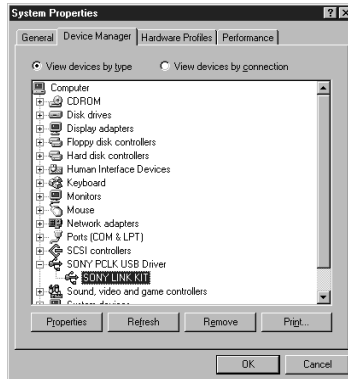 System Properties
General Device Manager Hardware Profiles Performance
View devices by type View devices by connection
Computer
CDROM
Disk drives
Display adapters
Floppy disk controllers
Hard disk controllers
Human Interface Devices
Keyboard
Monitors
Mouse
Network adapters
Ports (COM & LPT)
SCSI controllers
SONY PCLK USB Driver
SONY LINK KIT
Sound, video and game controllers
System devices
Properties Refresh Remove Print...
OK Cancel